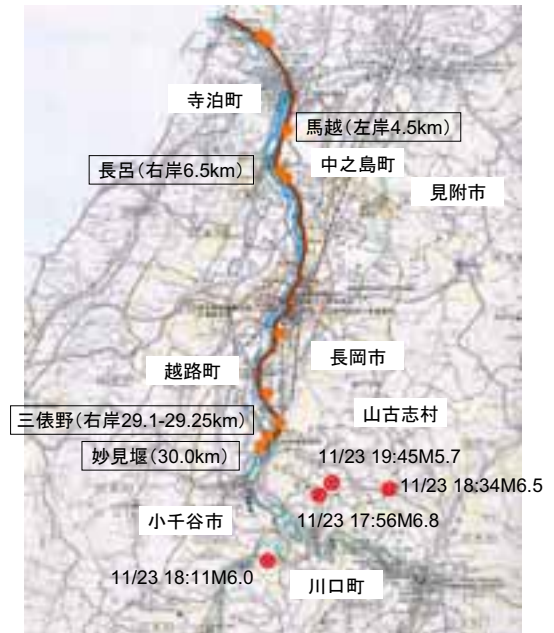 寺泊町
馬越(左岸4.5km)
長呂(右岸6.5km)
中之島町
見附市
長岡市
越路町
三俵野(右岸29.1-29.25km)
山古志村
妙見堰(30.0km)
11/23 19:45M5.7
11/23 18:34M6.5
11/23 17:56M6.8
小千谷市
11/23 18:11M6.0
川口町